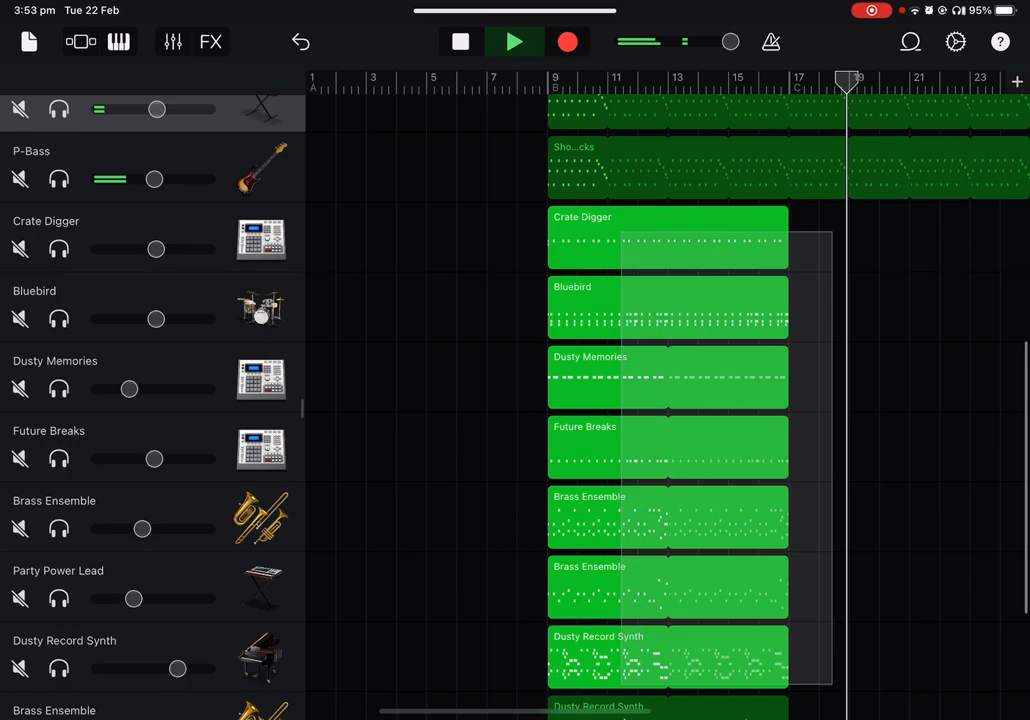 3:53 pm Tue 22 Feb
95%
FX
?
1 3 5 7 9 11 13 15 17 19 21 23
A B C
+
P-Bass
Sho...cks
Crate Digger
Crate Digger
Bluebird
Bluebird
Dusty Memories
Dusty Memories
Future Breaks
Future Breaks
Brass Ensemble
Brass Ensemble
Party Power Lead
Brass Ensemble
Dusty Record Synth
Dusty Record Synth
Brass Ensemble
Dusty Record Synth